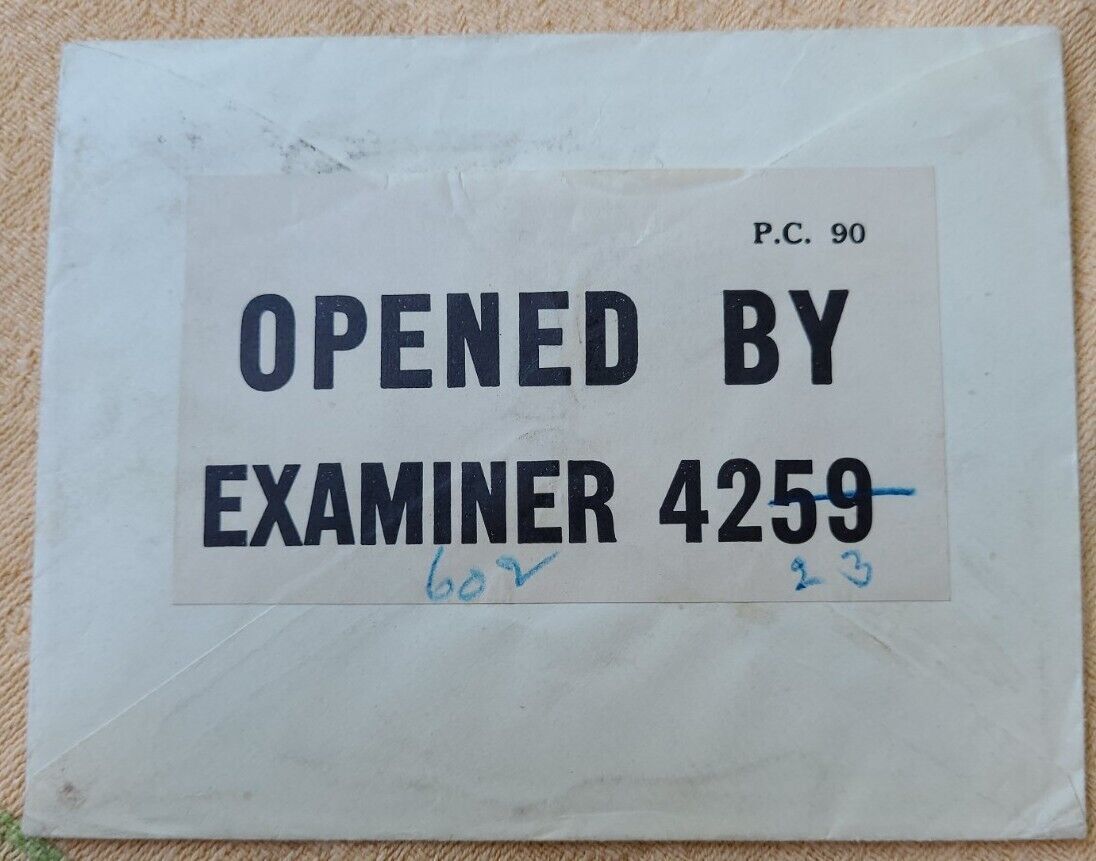 P.C. 90
OPENED BY
EXAMINER 4259
602 23